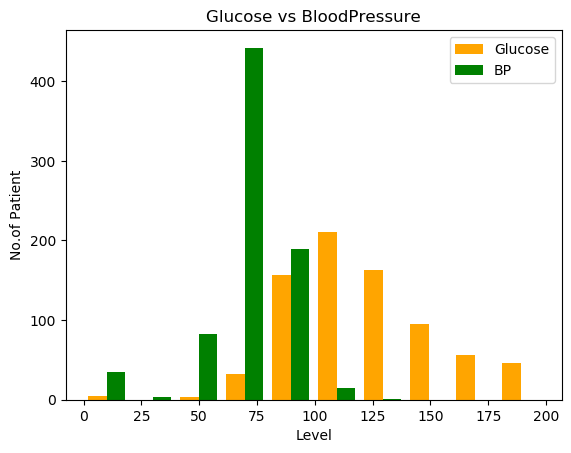 Glucose vs BloodPressure
Glucose
BP
No.of Patient
400
300
200
100
0
0 25 50 75 100 125 150 175 200
Level